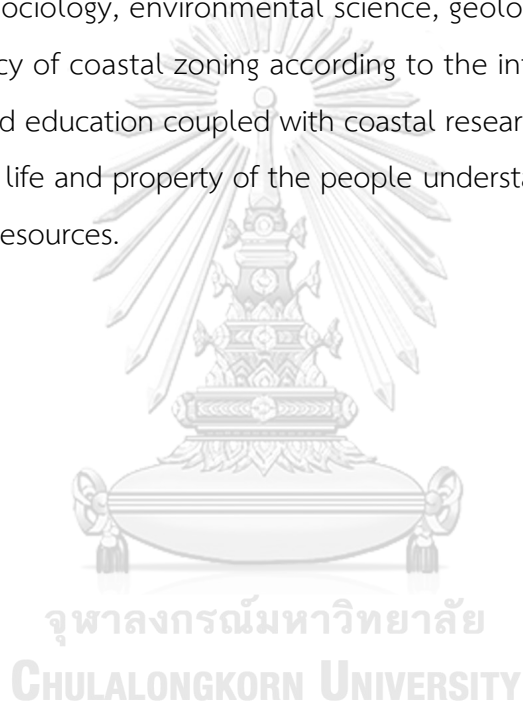 ociology, environmental science, geolo
cy of coastal zoning according to the in
d education coupled with coastal resear
life and property of the people understa
esources.
จุฬาลงกรณ์มหาวิทยาลัย
CHULALONGKORN UNIVERSITY